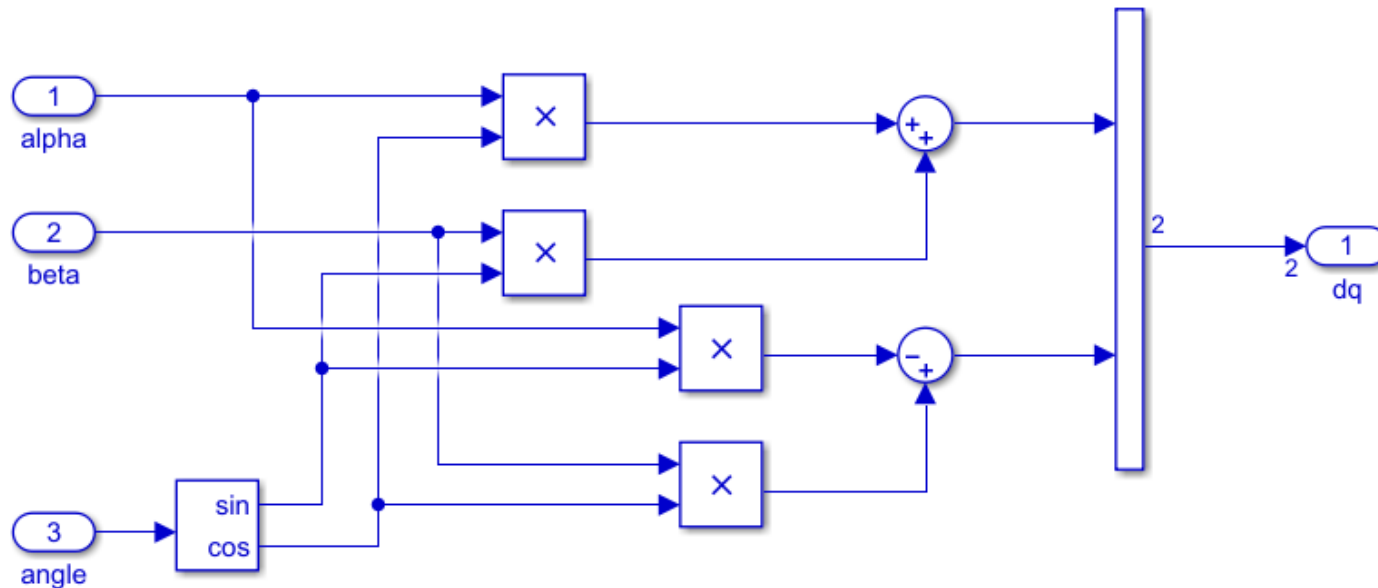 1
alpha
×
+
+
2
beta
×
2
1
2
dq
×
−
+
sin
×
3
cos
angle